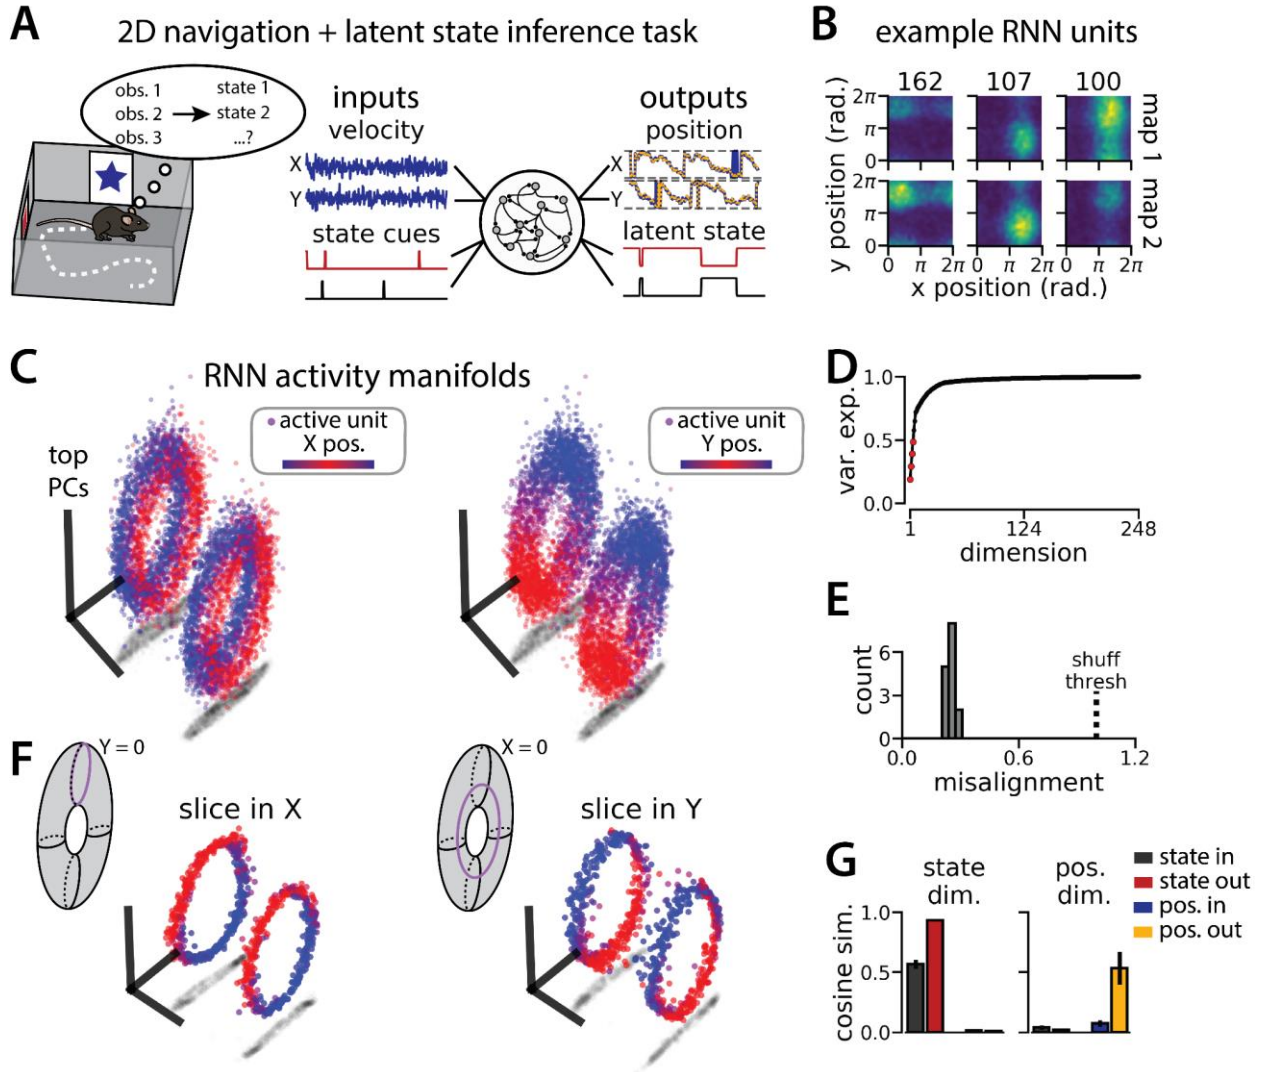 A
2D navigation + latent state inference task
obs. 1
state 1
obs. 2
state 2
obs. 3
...?
inputs
velocity
X
Y
state cues
outputs
position
X
Y
latent state
B
example RNN units
162 107 100
2π
π
0
map 1
2π
π
0
map 2
y position (rad.)
0 π 2π 0 π 2π 0 π 2π
x position (rad.)
C
RNN activity manifolds
active unit
X pos.
top
PCs
active unit
Y pos.
D
var. exp.
1.0
0.5
0.0
1 124 248
dimension
E
count
6
3
0
shuff
thresh
0.0 0.6 1.2
misalignment
F
Y = 0
slice in X
X = 0
slice in Y
G
state
dim.
pos.
dim.
state in
state out
pos. in
pos. out
cosine sim.
1.0
0.5
0.0